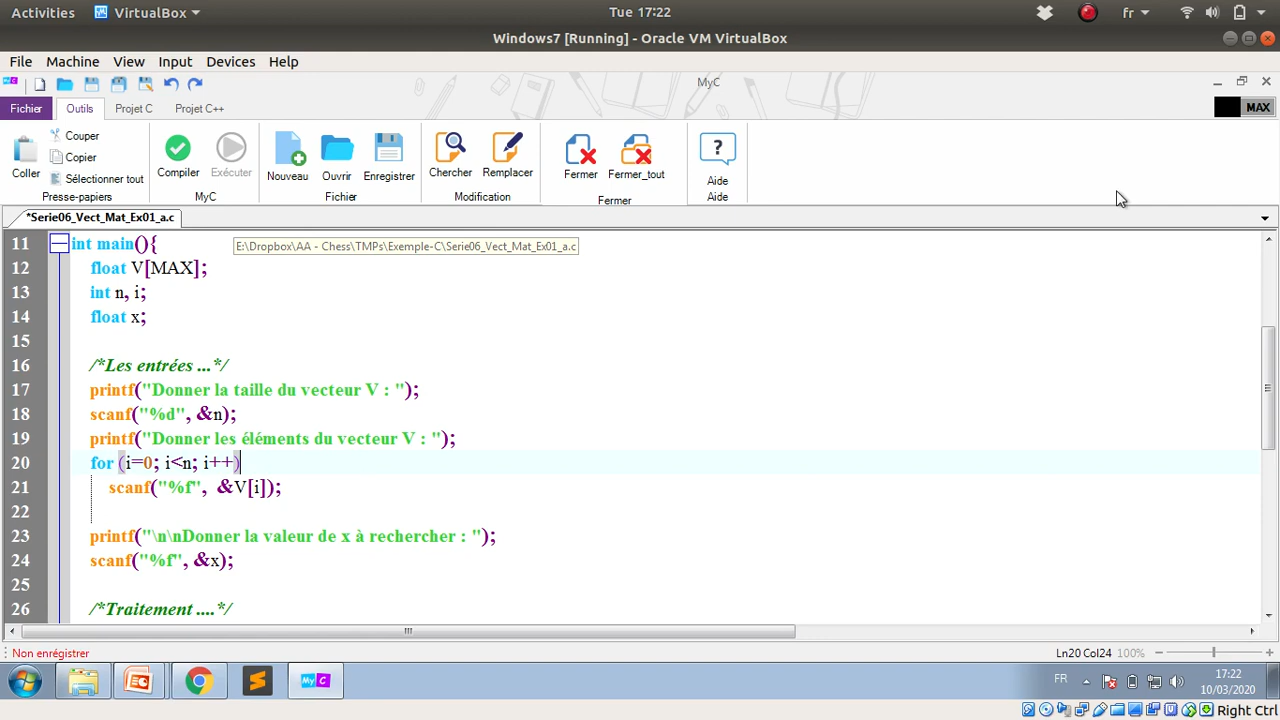 Activities VirtualBox Tue 17:22 fr
Windows7 [Running] - Oracle VM VirtualBox
File Machine View Input Devices Help
MyC MyC
Fichier Outils Projet C Projet C++ MAX
Coller Couper Copier Sélectionner tout Compiler Exécuter Nouveau Ouvrir Enregistrer Chercher Remplacer Fermer Fermer_tout ? Aide
Presse-papiers MyC Fichier Modification Fermer Aide
*Serie06_Vect_Mat_Ex01_a.c
E:\Dropbox\AA - Chess\TMPs\Exemple-C\Serie06_Vect_Mat_Ex01_a.c
11 int main(){
12 float V[MAX];
13 int n, i;
14 float x;
15
16 /*Les entrées ...*/
17 printf("Donner la taille du vecteur V : ");
18 scanf("%d", &n);
19 printf("Donner les éléments du vecteur V : ");
20 for (i=0; i<n; i++)
21 scanf("%f", &V[i]);
22
23 printf("\n\nDonner la valeur de x à rechercher : ");
24 scanf("%f", &x);
25
26 /*Traitement ....*/
Non enrégistrer Ln20 Col24 100%
MyC FR 17:22
10/03/2020
Right Ctrl